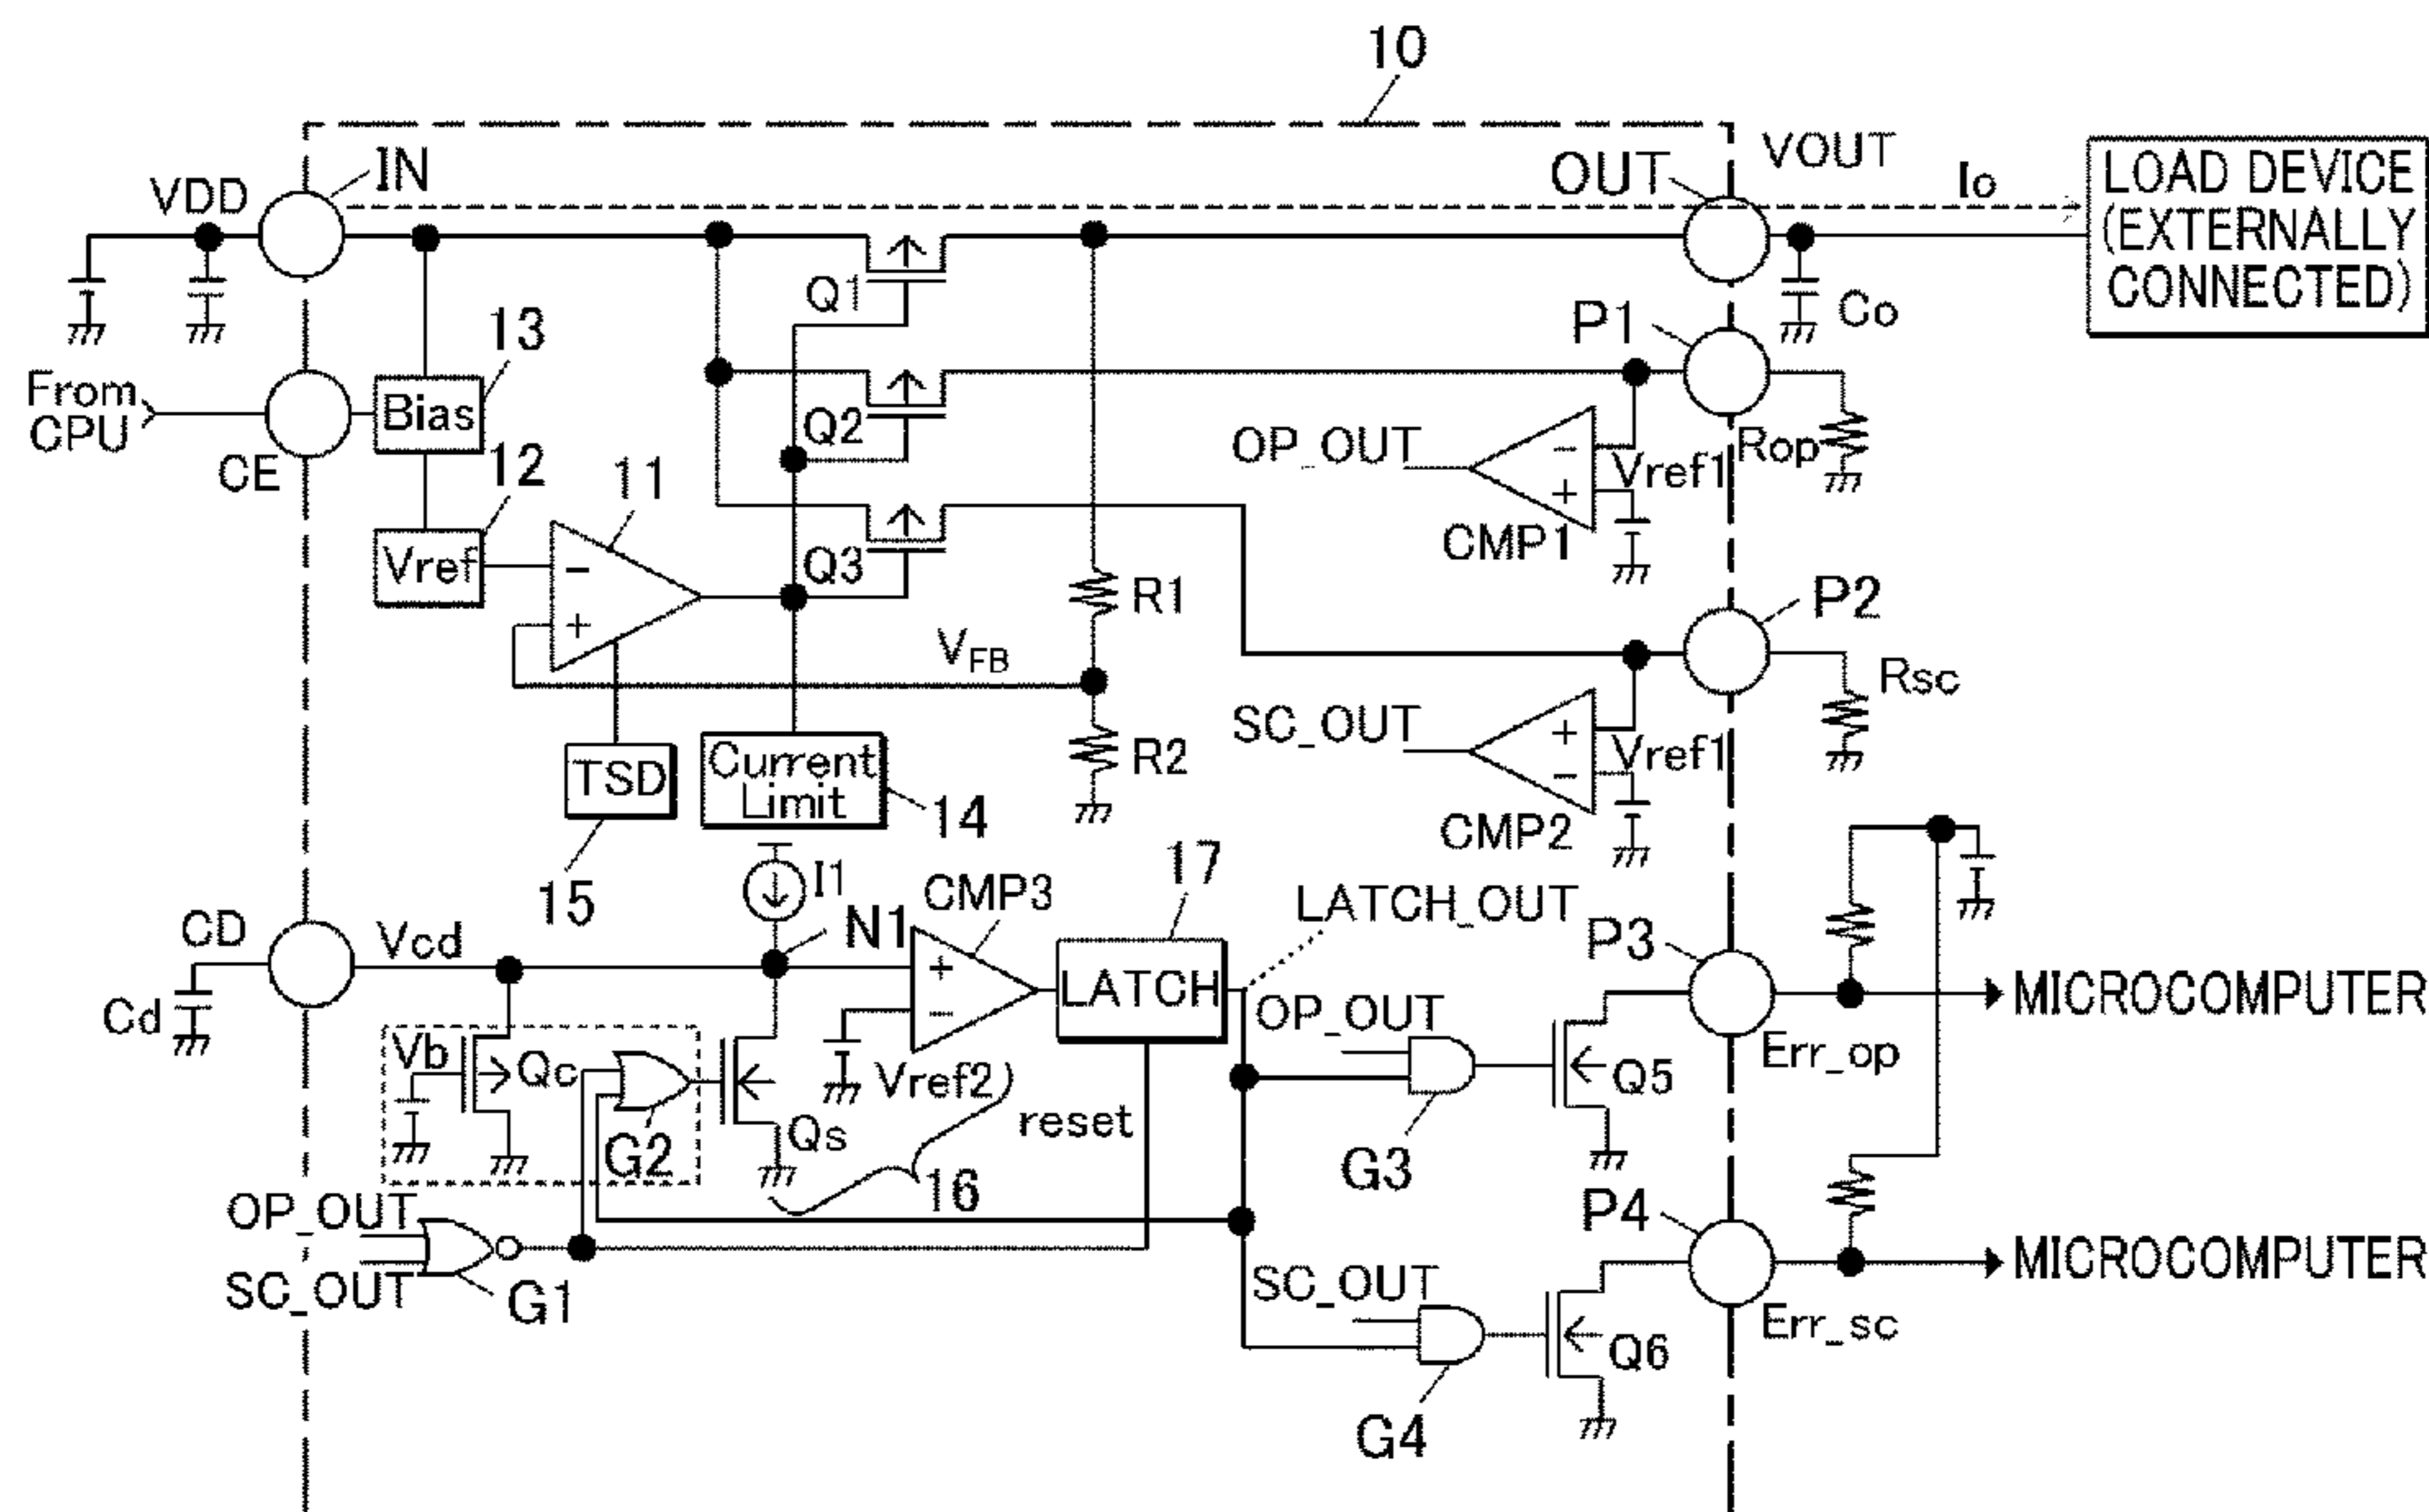 10
VDD
IN
OUT
VOUT
Io
LOAD DEVICE
(EXTERNALLY
CONNECTED)
Co
Q1
P1
13
From
CPU
Bias
CE
Q2
OP_OUT
−
+
Vref1
Rop
CMP1
12
11
Vref
−
+
Q3
R1
P2
VFB
Rsc
SC_OUT
+
−
Vref1
CMP2
R2
TSD
Current
Limit
14
15
I1
17
CD
Vcd
N1
CMP3
LATCH_OUT
P3
+
−
LATCH
MICROCOMPUTER
Cd
Vb
Qc
G2
Qs
Vref2
reset
OP_OUT
Q5
Err_op
G3
16
P4
OP_OUT
SC_OUT
G1
SC_OUT
Q6
MICROCOMPUTER
Err_sc
G4